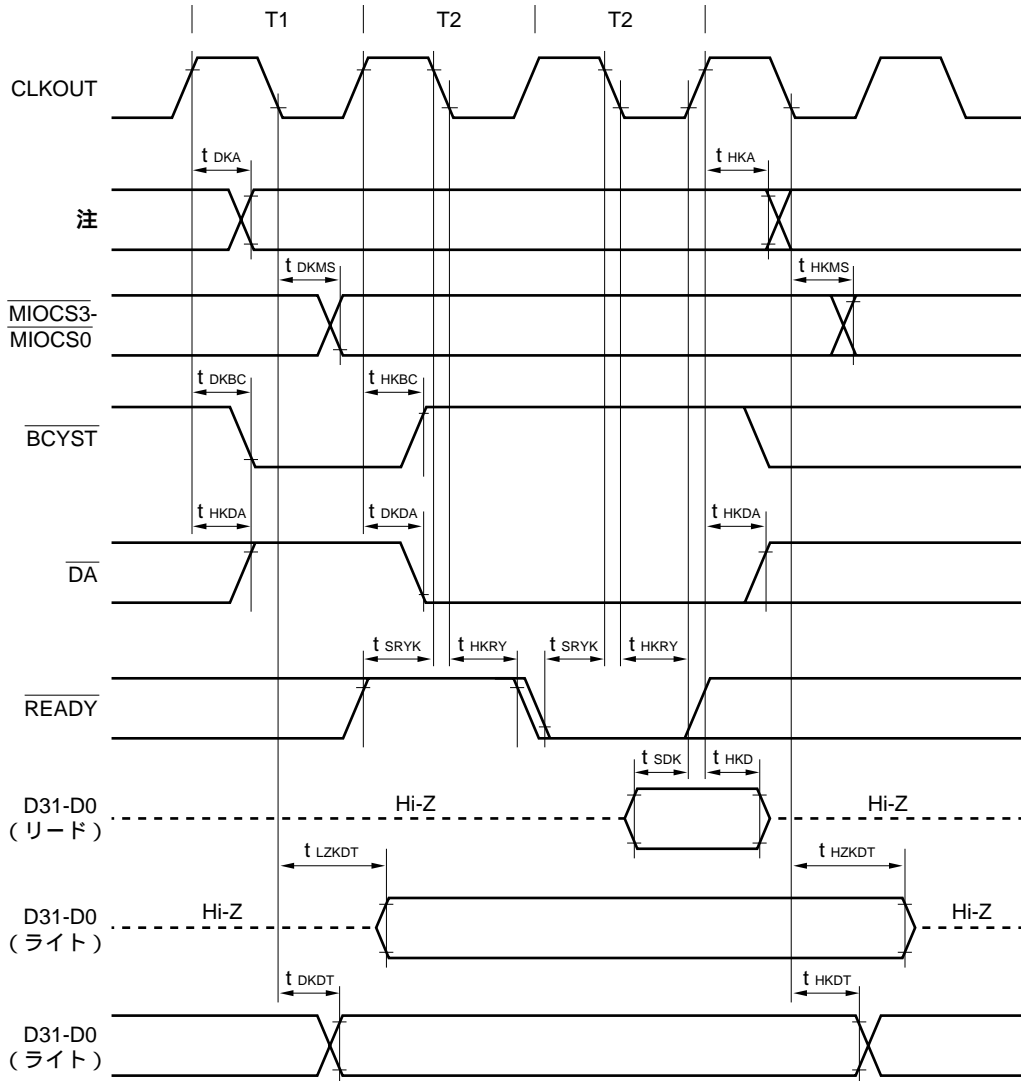 T1 T2 T2
CLKOUT
t DKA t HKA
注
t DKMS t HKMS
MIOCS3-
MIOCS0
t DKBC t HKBC
BCYST
t HKDA t DKDA t HKDA
DA
t SRYK t HKRY t SRYK t HKRY
READY
t SDK t HKD
D31-D0
(リード)
Hi-Z Hi-Z
t LZKDT t HZKDT
D31-D0
(ライト)
Hi-Z Hi-Z
t DKDT t HKDT
D31-D0
(ライト)